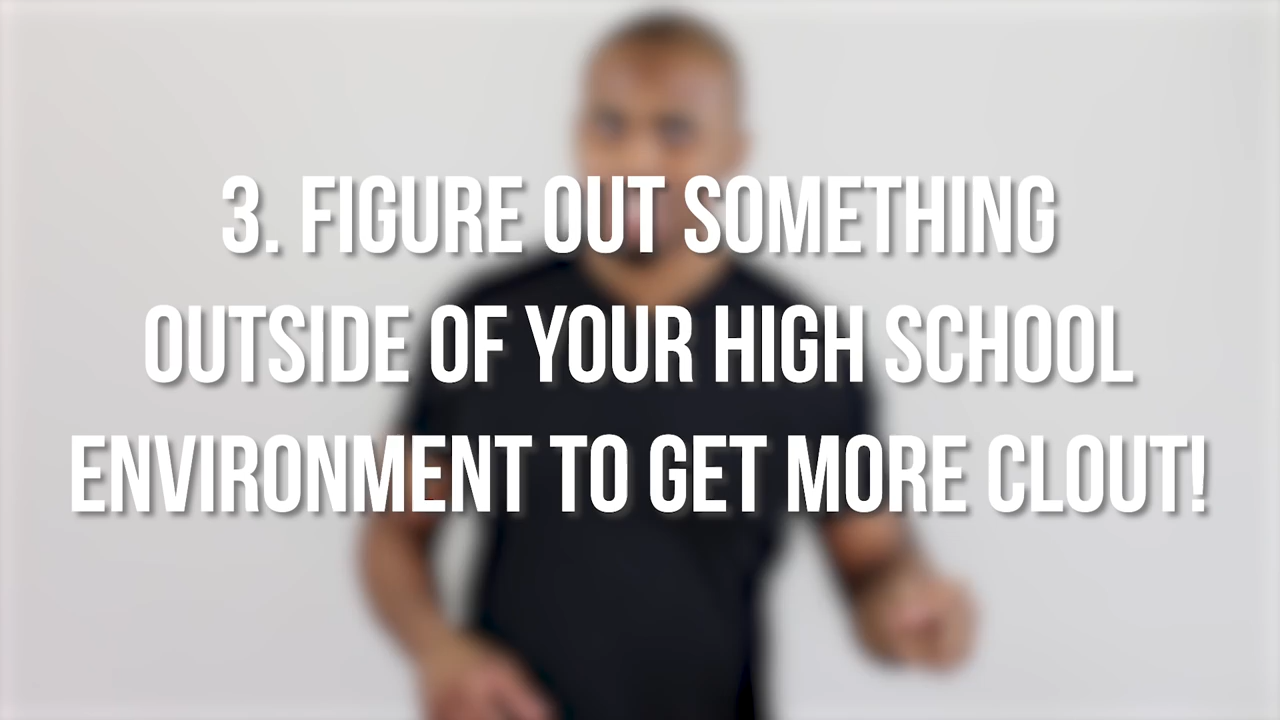 3. FIGURE OUT SOMETHING
OUTSIDE OF YOUR HIGH SCHOOL
ENVIRONMENT TO GET MORE CLOUT!